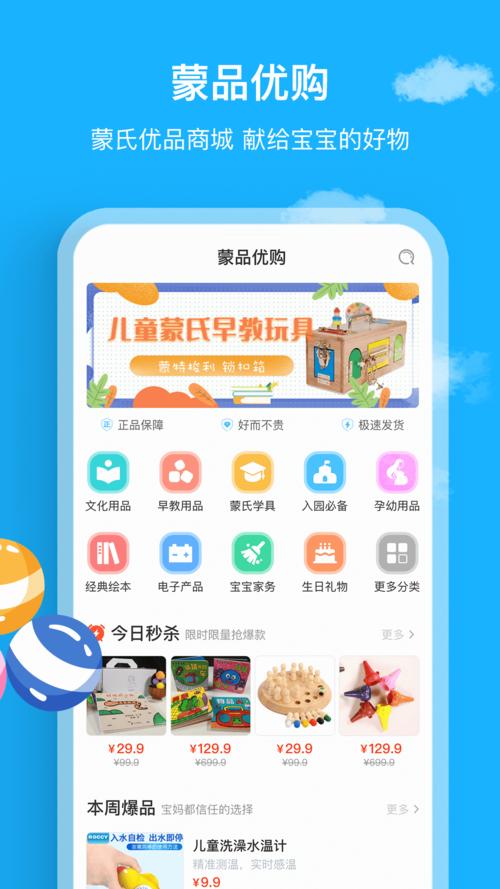 蒙品优购
蒙氏优品商城 献给宝宝的好物
蒙品优购
儿童蒙氏早教玩具
蒙特梭利 锁扣箱
正品保障
好而不贵
极速发货
文化用品
早教用品
蒙氏学具
入园必备
孕幼用品
经典绘本
电子产品
宝宝家务
生日礼物
更多分类
今日秒杀 限时限量抢爆款 更多
¥29.9
¥129.9
¥29.9
¥129.9
¥99.9
¥699.9
¥99.9
¥699.9
本周爆品 宝妈都信任的选择 更多
ROCCY 入水自检 出水即停
儿童洗澡水温计
精准测温，实时感温
¥9.9